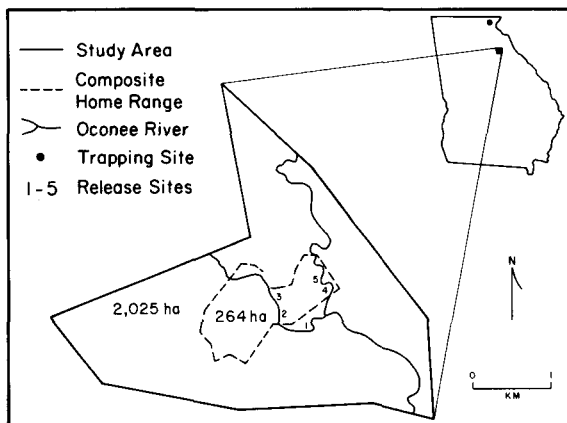 Study Area
Composite
Home Range
Oconee River
Trapping Site
1-5 Release Sites
2,025 ha
264 ha
1
2
3
4
5
N
0 1
KM